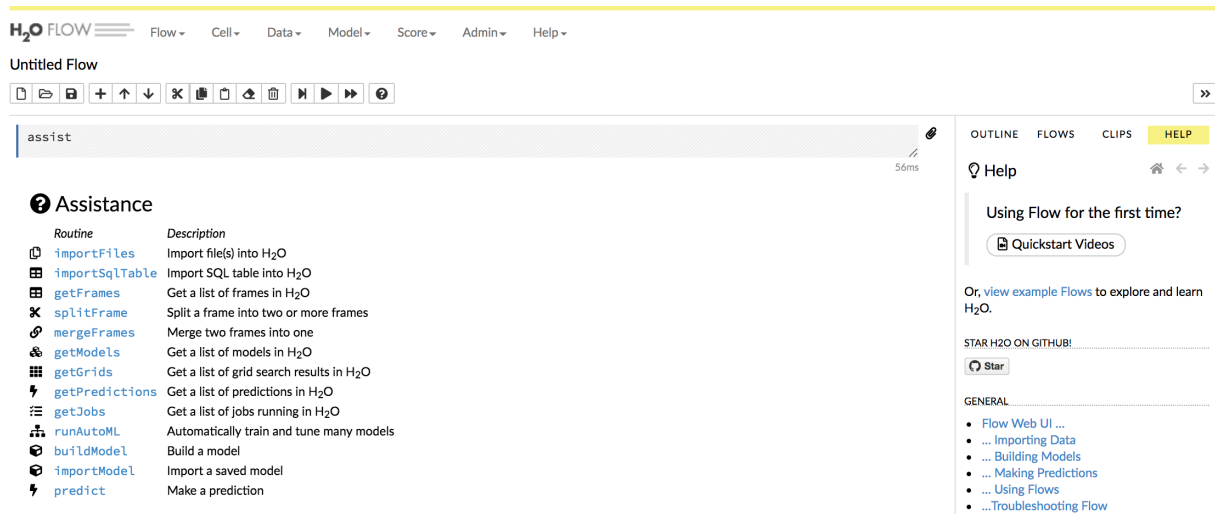 H2O FLOW
Flow Cell Data Model Score Admin Help
Untitled Flow
assist
56ms
Assistance
Routine Description
importFiles Import file(s) into H2O
importSqlTable Import SQL table into H2O
getFrames Get a list of frames in H2O
splitFrame Split a frame into two or more frames
mergeFrames Merge two frames into one
getModels Get a list of models in H2O
getGrids Get a list of grid search results in H2O
getPredictions Get a list of predictions in H2O
getJobs Get a list of jobs running in H2O
runAutoML Automatically train and tune many models
buildModel Build a model
importModel Import a saved model
predict Make a prediction
OUTLINE FLOWS CLIPS HELP
Help
Using Flow for the first time?
Quickstart Videos
Or, view example Flows to explore and learn
H2O.
STAR H2O ON GITHUB!
Star
GENERAL
Flow Web UI ...
... Importing Data
... Building Models
... Making Predictions
... Using Flows
...Troubleshooting Flow